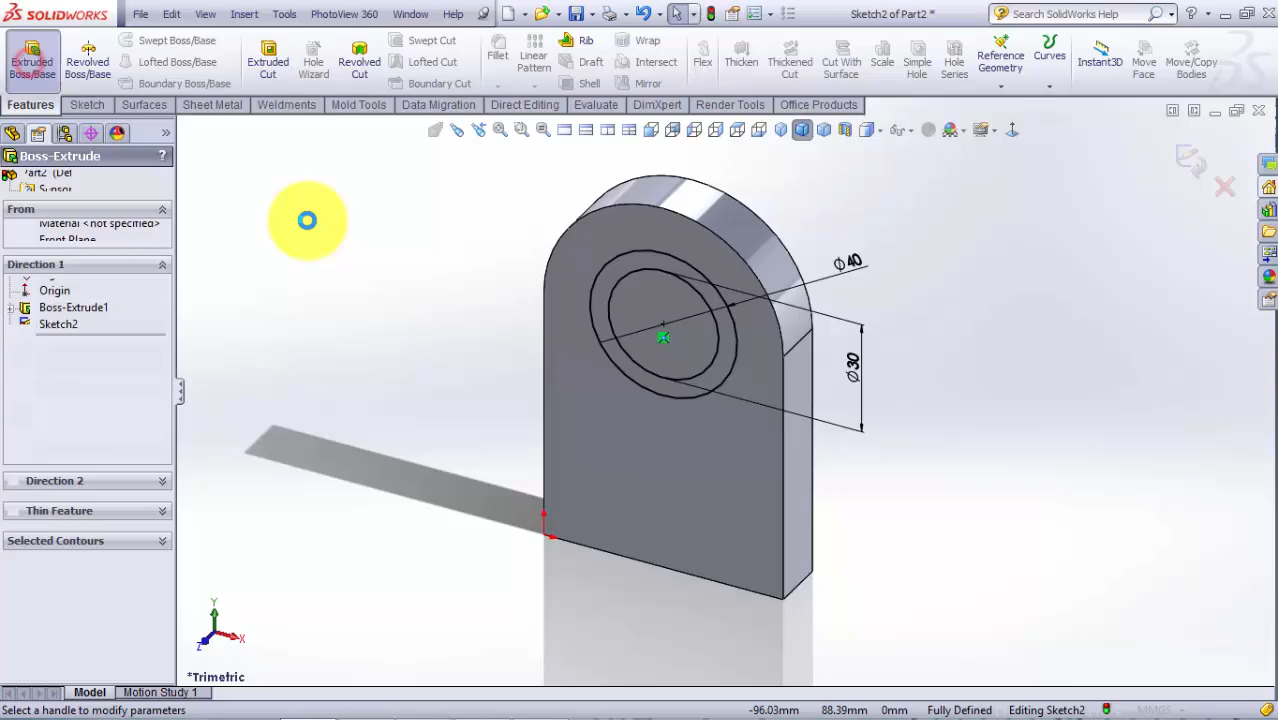 SOLIDWORKS File Edit View Insert Tools PhotoView 360 Window Help Sketch2 of Part2 * Search SolidWorks Help
Extruded Boss/Base
Revolved Boss/Base
Swept Boss/Base
Lofted Boss/Base
Boundary Boss/Base
Extruded Cut
Hole Wizard
Revolved Cut
Swept Cut
Lofted Cut
Boundary Cut
Fillet
Linear Pattern
Rib
Draft
Shell
Wrap
Intersect
Mirror
Flex
Thicken
Thickened Cut
Cut With Surface
Scale
Simple Hole
Hole Series
Reference Geometry
Curves
Instant3D
Move Face
Move/Copy Bodies
Features Sketch Surfaces Sheet Metal Weldments Mold Tools Data Migration Direct Editing Evaluate DimXpert Render Tools Office Products
Boss-Extrude ?
Part2 (Def
Sensor
From
Material <not specified>
Front Plane
Direction 1
Origin
Boss-Extrude1
Sketch2
Direction 2
Thin Feature
Selected Contours
Ø40
Ø30
Y
X
Z
*Trimetric
Model Motion Study 1
Select a handle to modify parameters -96.03mm 88.39mm 0mm Fully Defined Editing Sketch2 MMGS